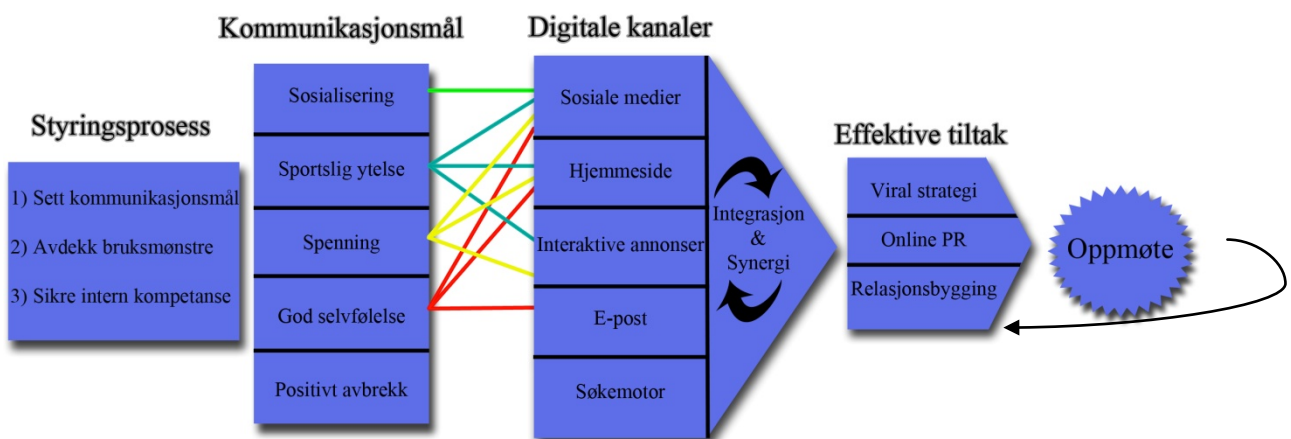 Styringsprosess
1) Sett kommunikasjonsmål
2) Avdekk bruksmønstre
3) Sikre intern kompetanse
Kommunikasjonsmål
Sosialisering
Sportslig ytelse
Spenning
God selvfølelse
Positivt avbrekk
Digitale kanaler
Sosiale medier
Hjemmeside
Interaktive annonser
E-post
Søkemotor
Integrasjon
&
Synergi
Effektive tiltak
Viral strategi
Online PR
Relasjonsbygging
Oppmøte